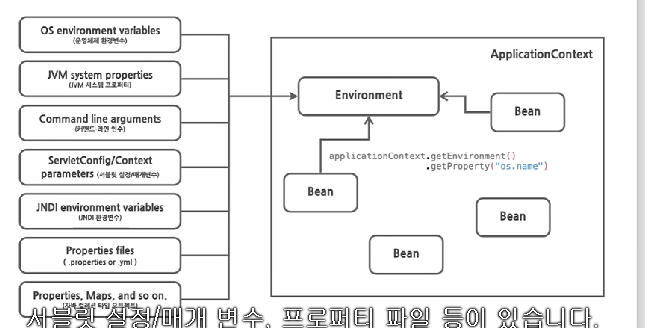 OS environment variables
(운영체제 환경변수)
JVM system properties
(JVM 시스템 프로퍼티)
Command line arguments
(커맨드 라인 인수)
ServletConfig/Context
parameters (서블릿 설정/매개변수)
JNDI environment variables
(JNDI 환경변수)
Properties files
( .properties or .yml )
Properties, Maps, and so on.
ApplicationContext
Environment
Bean
applicationContext.getEnvironment()
.getProperty("os.name")
Bean
Bean
Bean
서블릿 설정/매개 변수, 프로퍼티 파일 등이 있습니다.